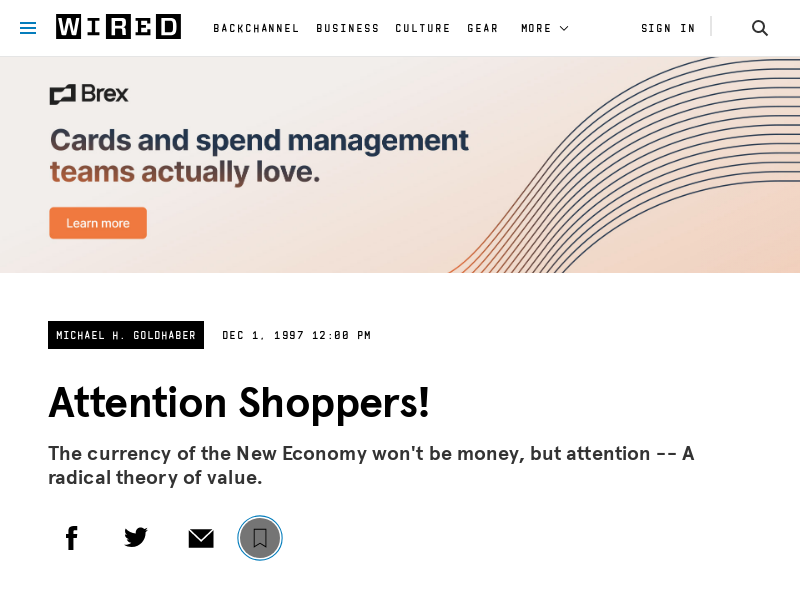 WIRED BACKCHANNEL BUSINESS CULTURE GEAR MORE SIGN IN
Brex
Cards and spend management
teams actually love.
Learn more
MICHAEL H. GOLDHABER DEC 1, 1997 12:00 PM
Attention Shoppers!
The currency of the New Economy won't be money, but attention -- A
radical theory of value.